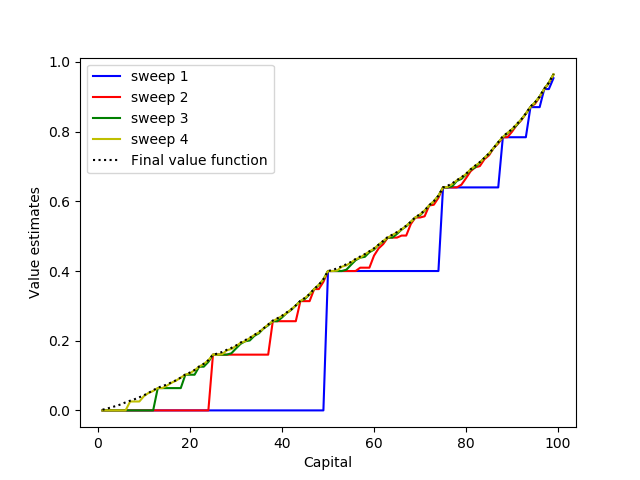 1.0
0.8
0.6
0.4
0.2
0.0
Value estimates
sweep 1
sweep 2
sweep 3
sweep 4
Final value function
0 20 40 60 80 100
Capital